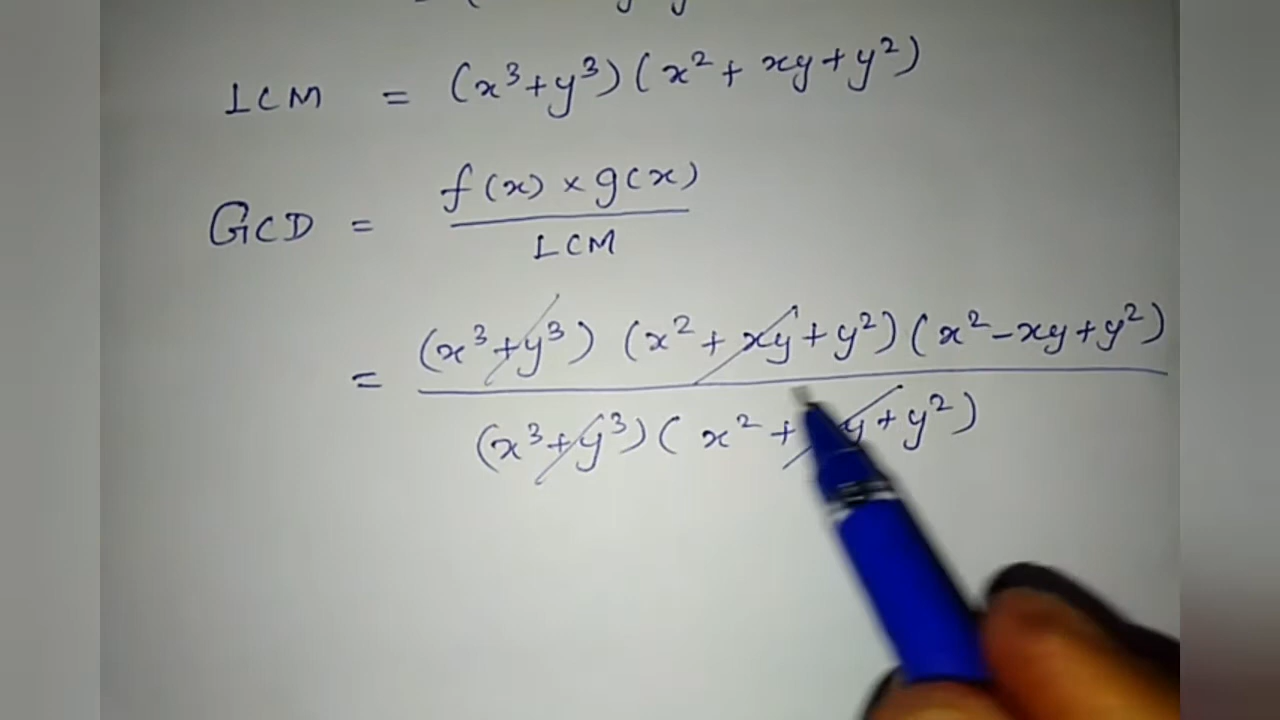 LCM = (x³+y³)(x²+xy+y²)
GCD = f(x)×g(x)
LCM
= (x³+y³) (x²+xy+y²)(x²-xy+y²)
(x³+y³)(x²+y+y²)